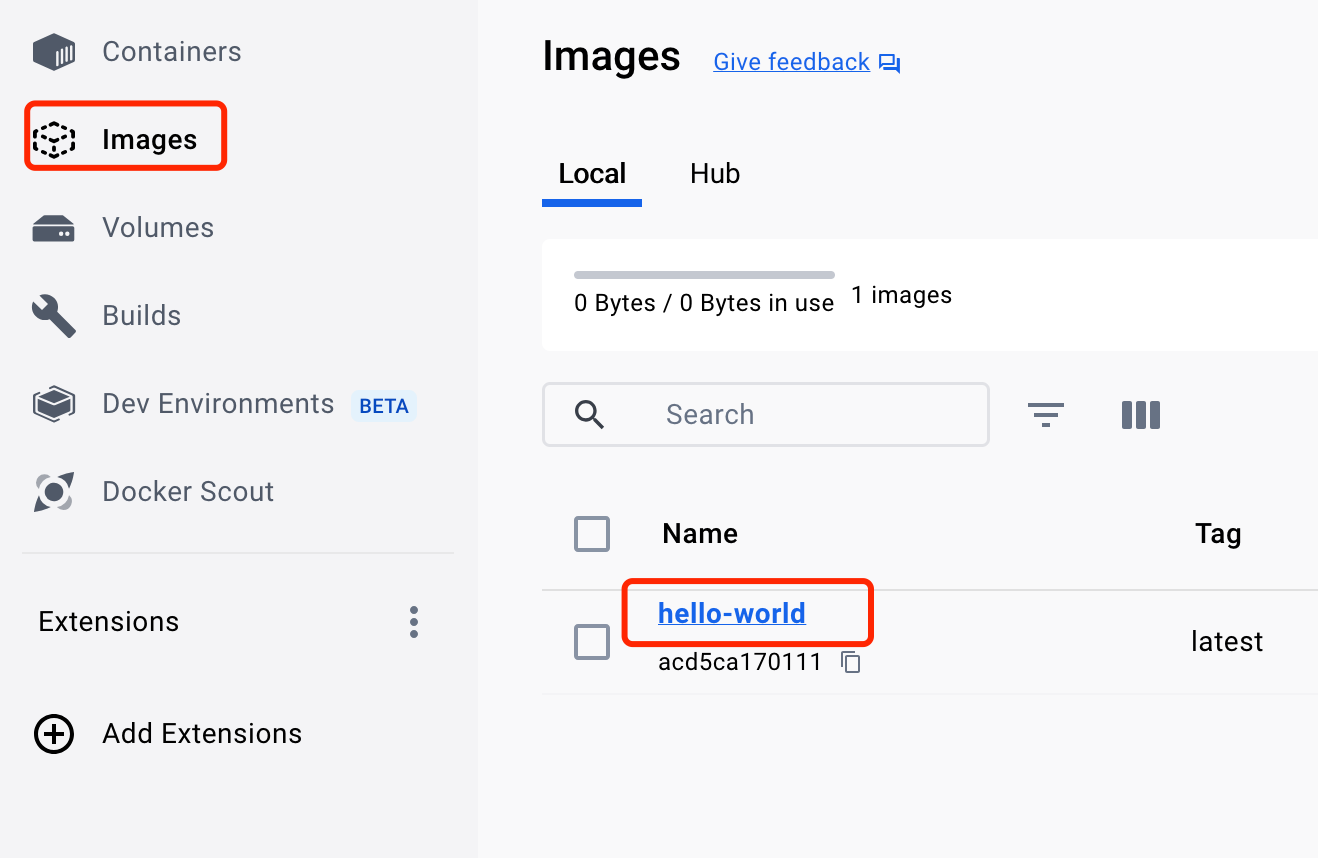 Containers
Images
Volumes
Builds
Dev Environments BETA
Docker Scout
Extensions
Add Extensions
Images Give feedback
Local Hub
0 Bytes / 0 Bytes in use 1 images
Search
Name Tag
hello-world
acd5ca170111
latest